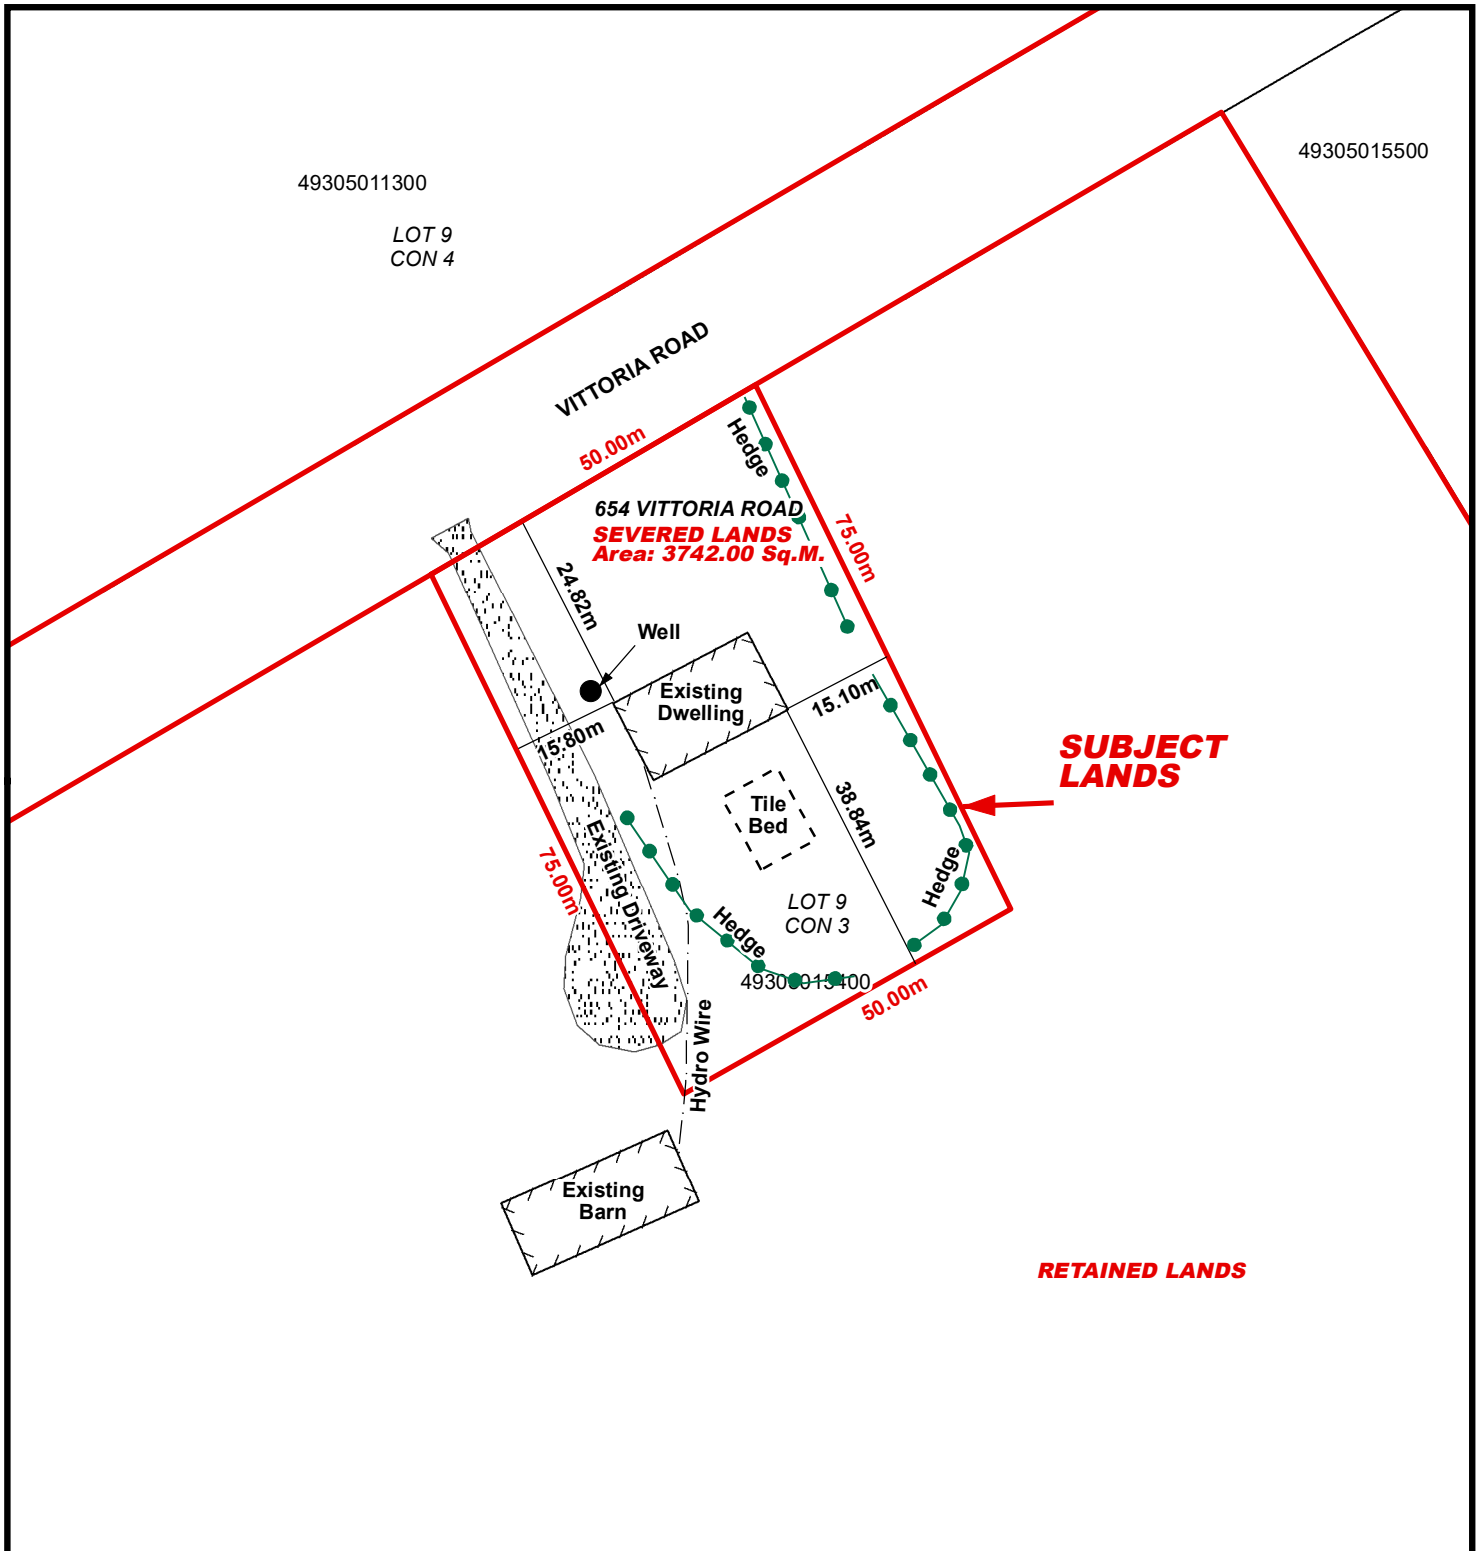 49305011300
LOT 9
CON 4
49305015500
VITTORIA ROAD
50.00m
Hedge
654 VITTORIA ROAD
SEVERED LANDS
Area: 3742.00 Sq.M.
75.00m
24.82m
Well
Existing
Dwelling
15.10m
15.80m
SUBJECT
LANDS
Tile
Bed
38.84m
Existing Driveway
75.00m
Hedge
LOT 9
CON 3
Hedge
49305015400
50.00m
Hydro Wire
Existing
Barn
RETAINED LANDS